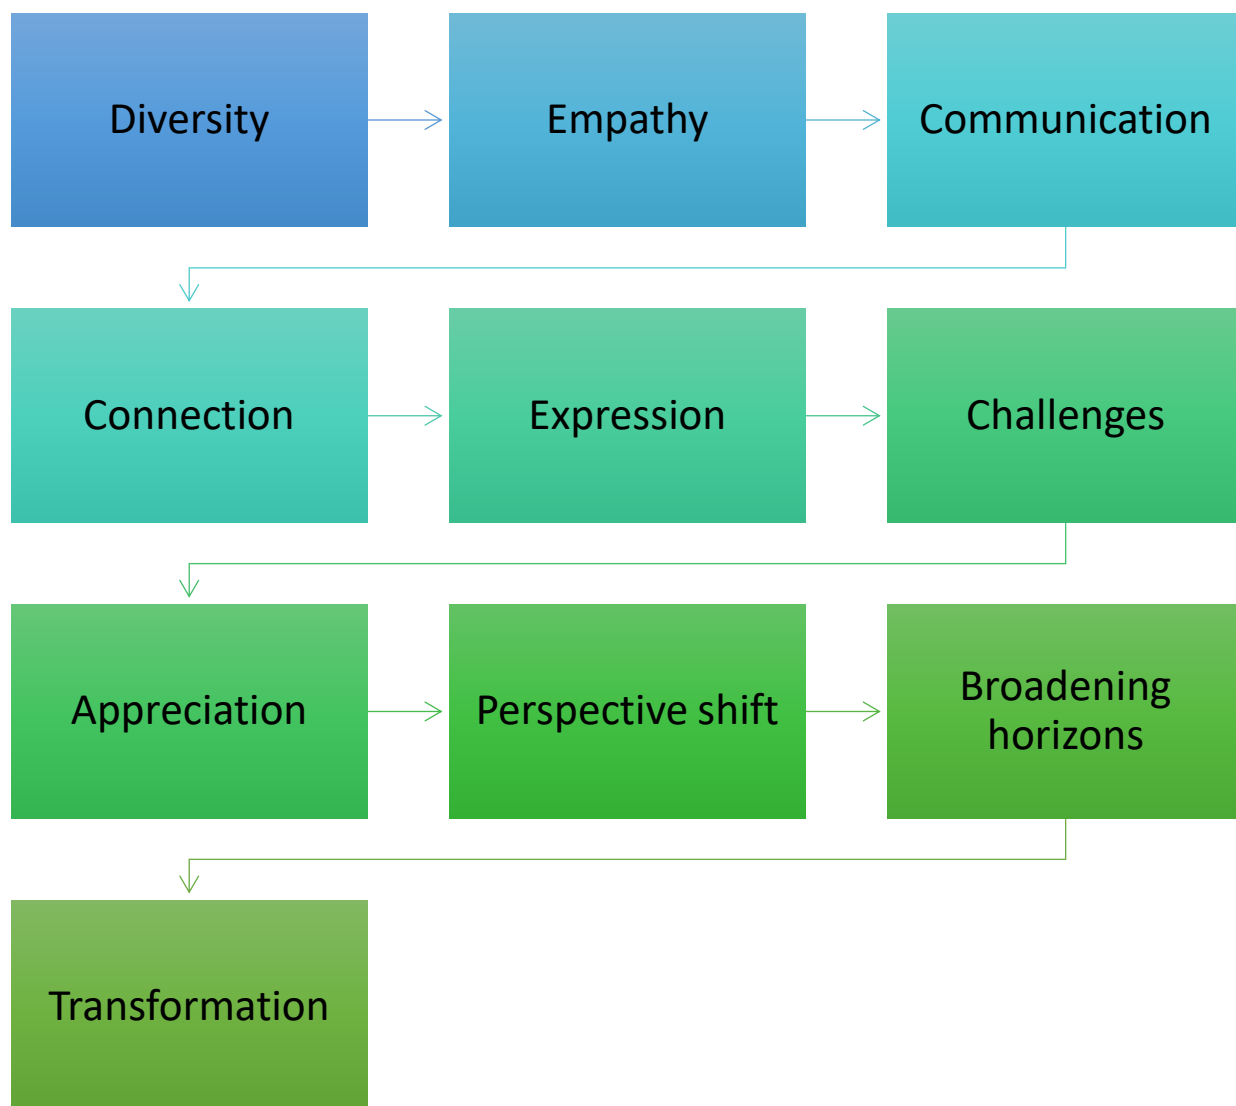 Diversity
Empathy
Communication
Connection
Expression
Challenges
Appreciation
Perspective shift
Broadening
horizons
Transformation